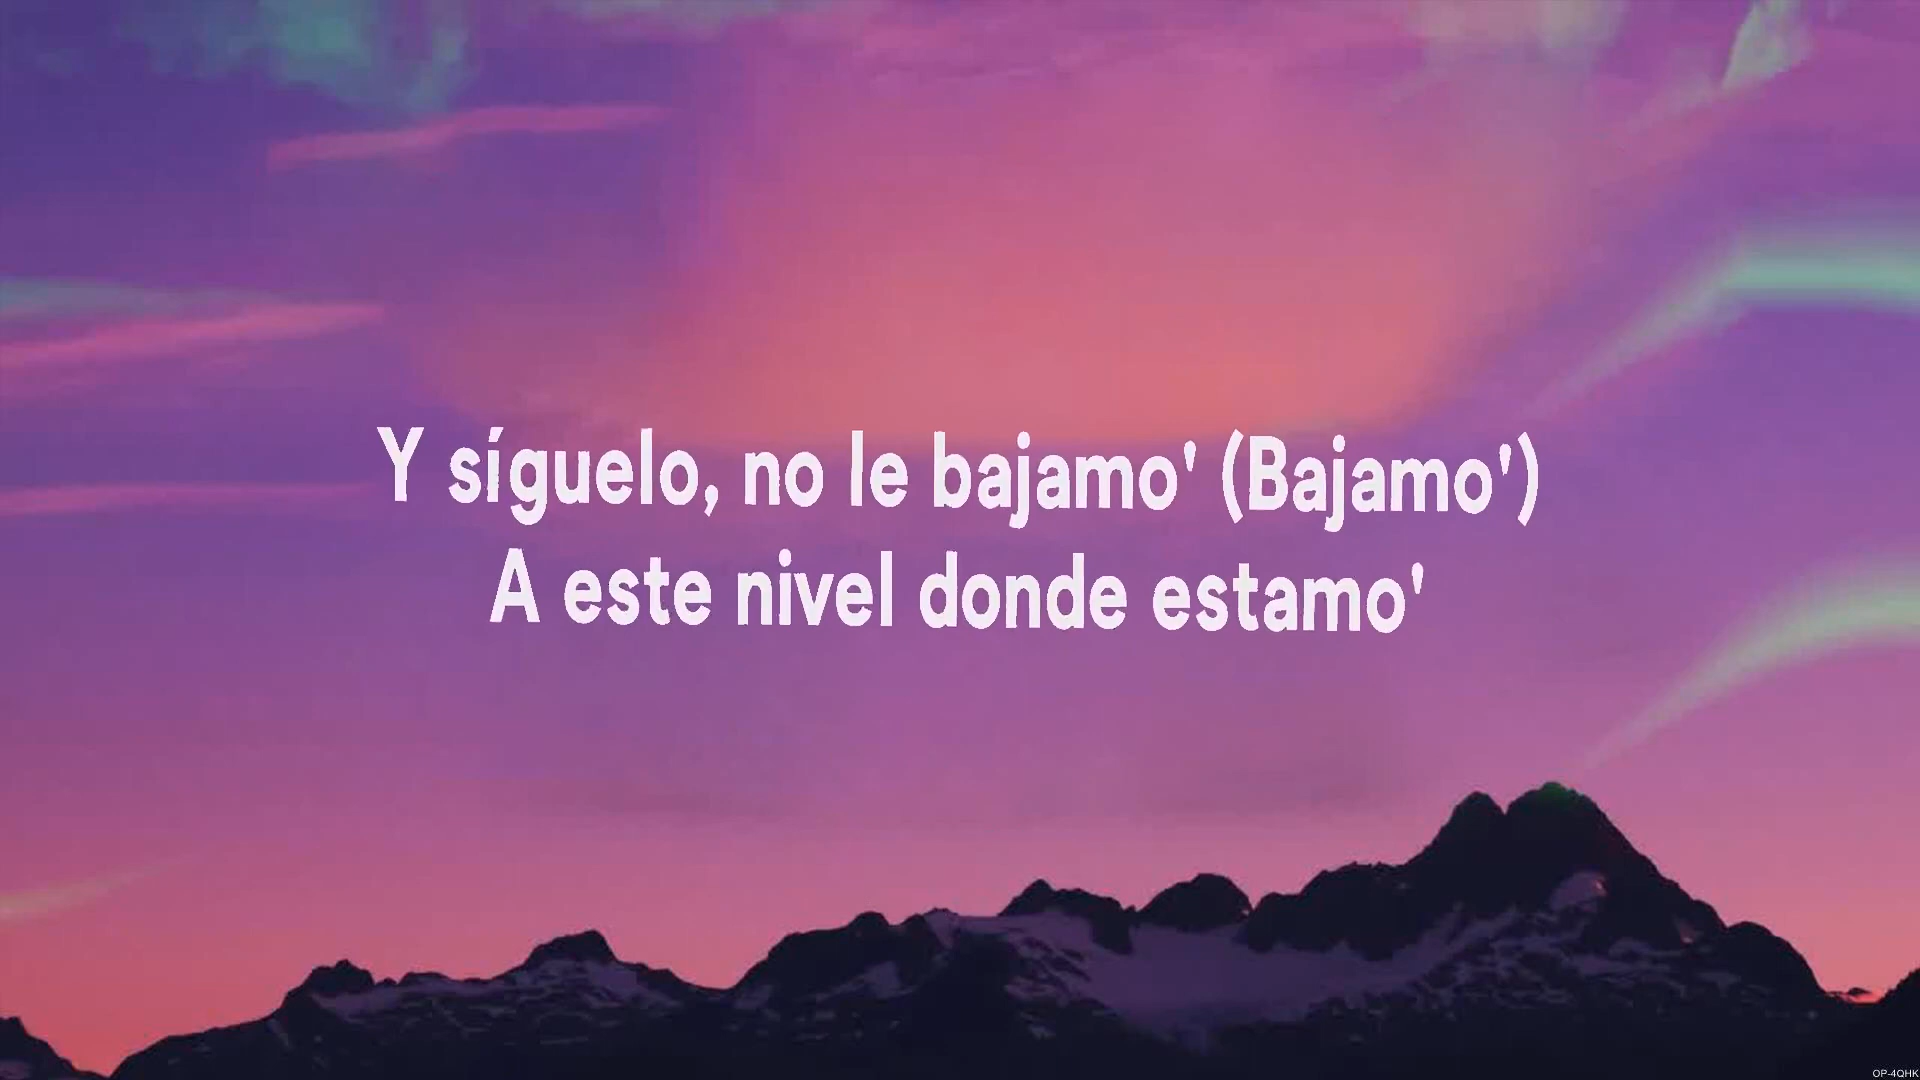 Y síguelo, no le bajamo' (Bajamo')
A este nivel donde estamo'
OP-4QHK